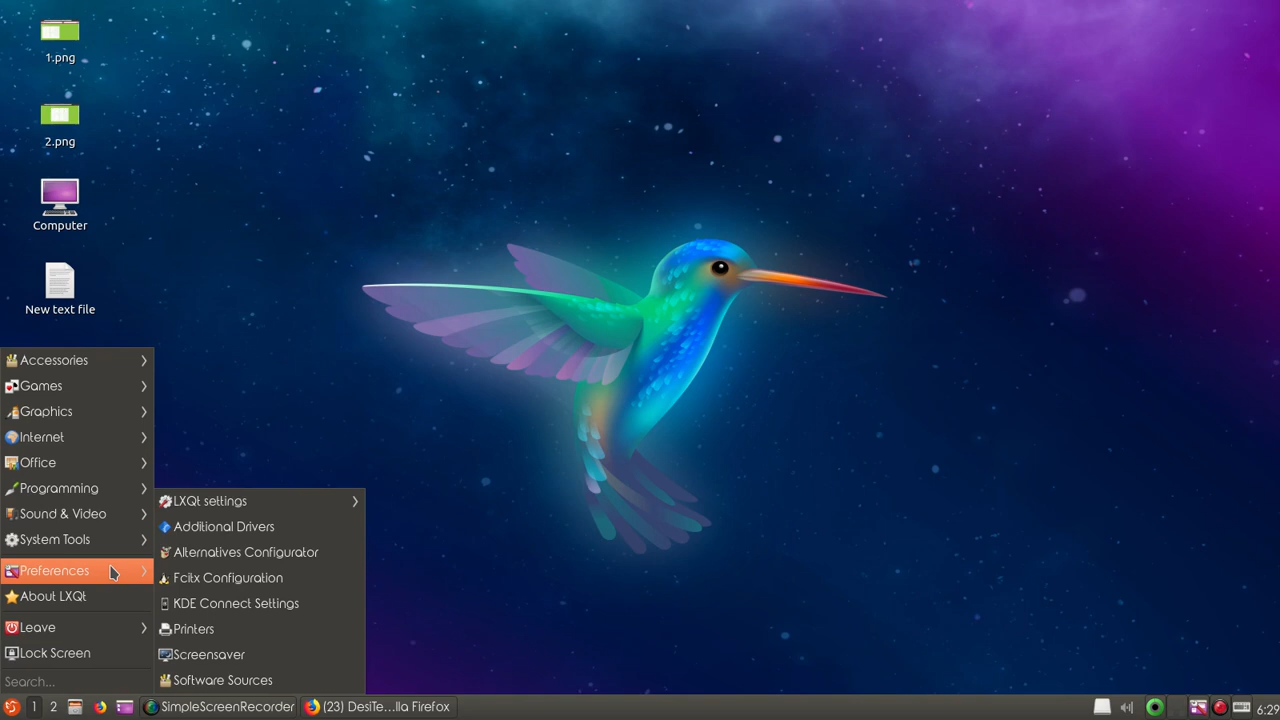 1.png
2.png
Computer
New text file
Accessories
Games
Graphics
Internet
Office
Programming
Sound & Video
System Tools
Preferences
About LXQt
Leave
Lock Screen
Search...
LXQt settings
Additional Drivers
Alternatives Configurator
Fcitx Configuration
KDE Connect Settings
Printers
Screensaver
Software Sources
1 2 SimpleScreenRecorder (23) DesiTe...lla Firefox 6:29